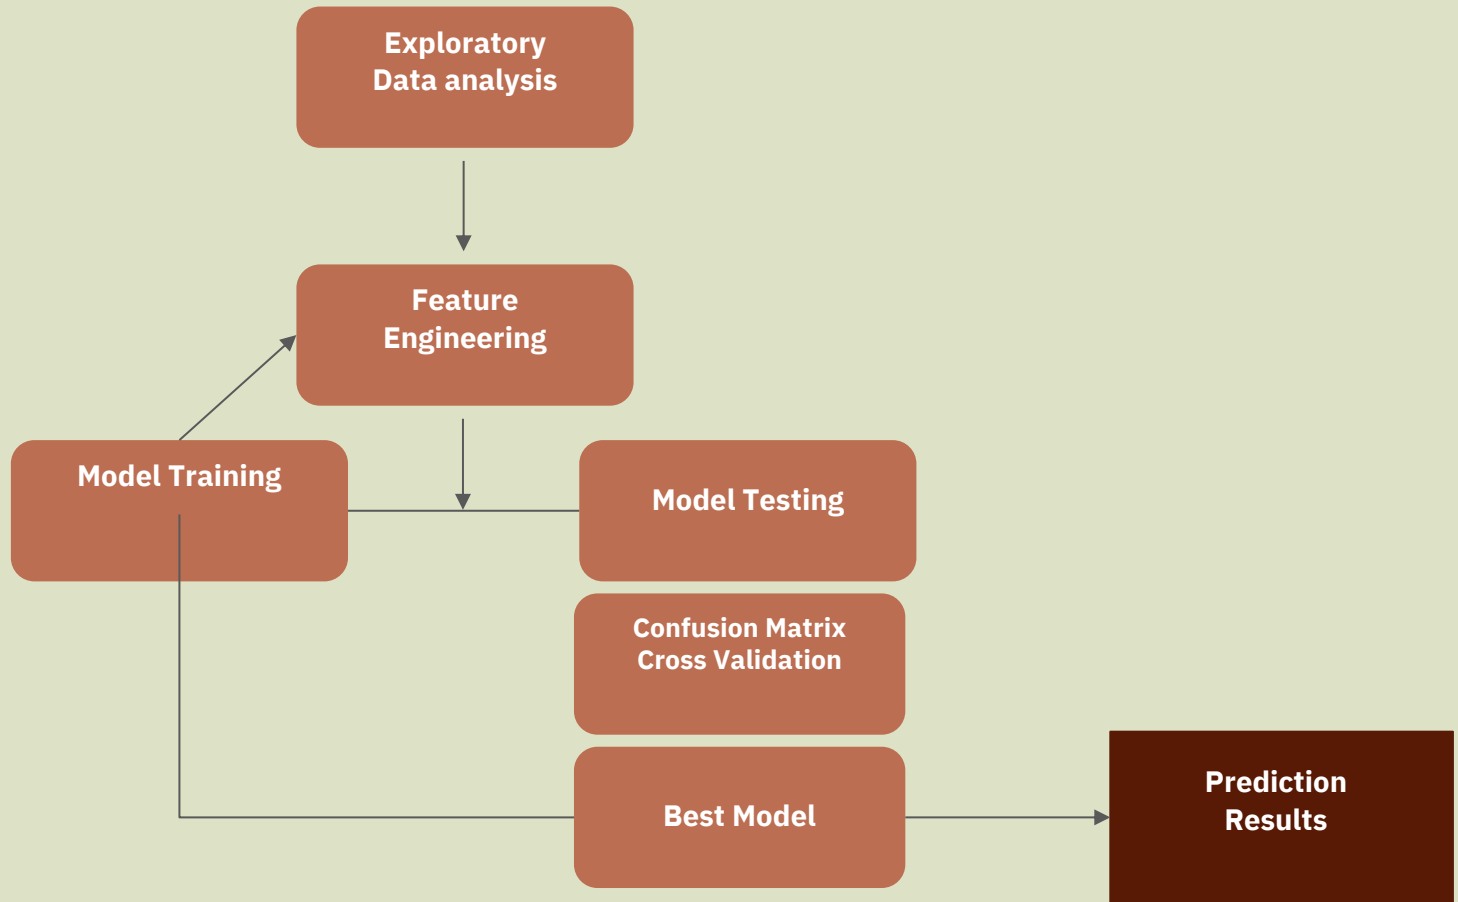 Exploratory
Data analysis
Feature
Engineering
Model Training
Model Testing
Confusion Matrix
Cross Validation
Best Model
Prediction
Results